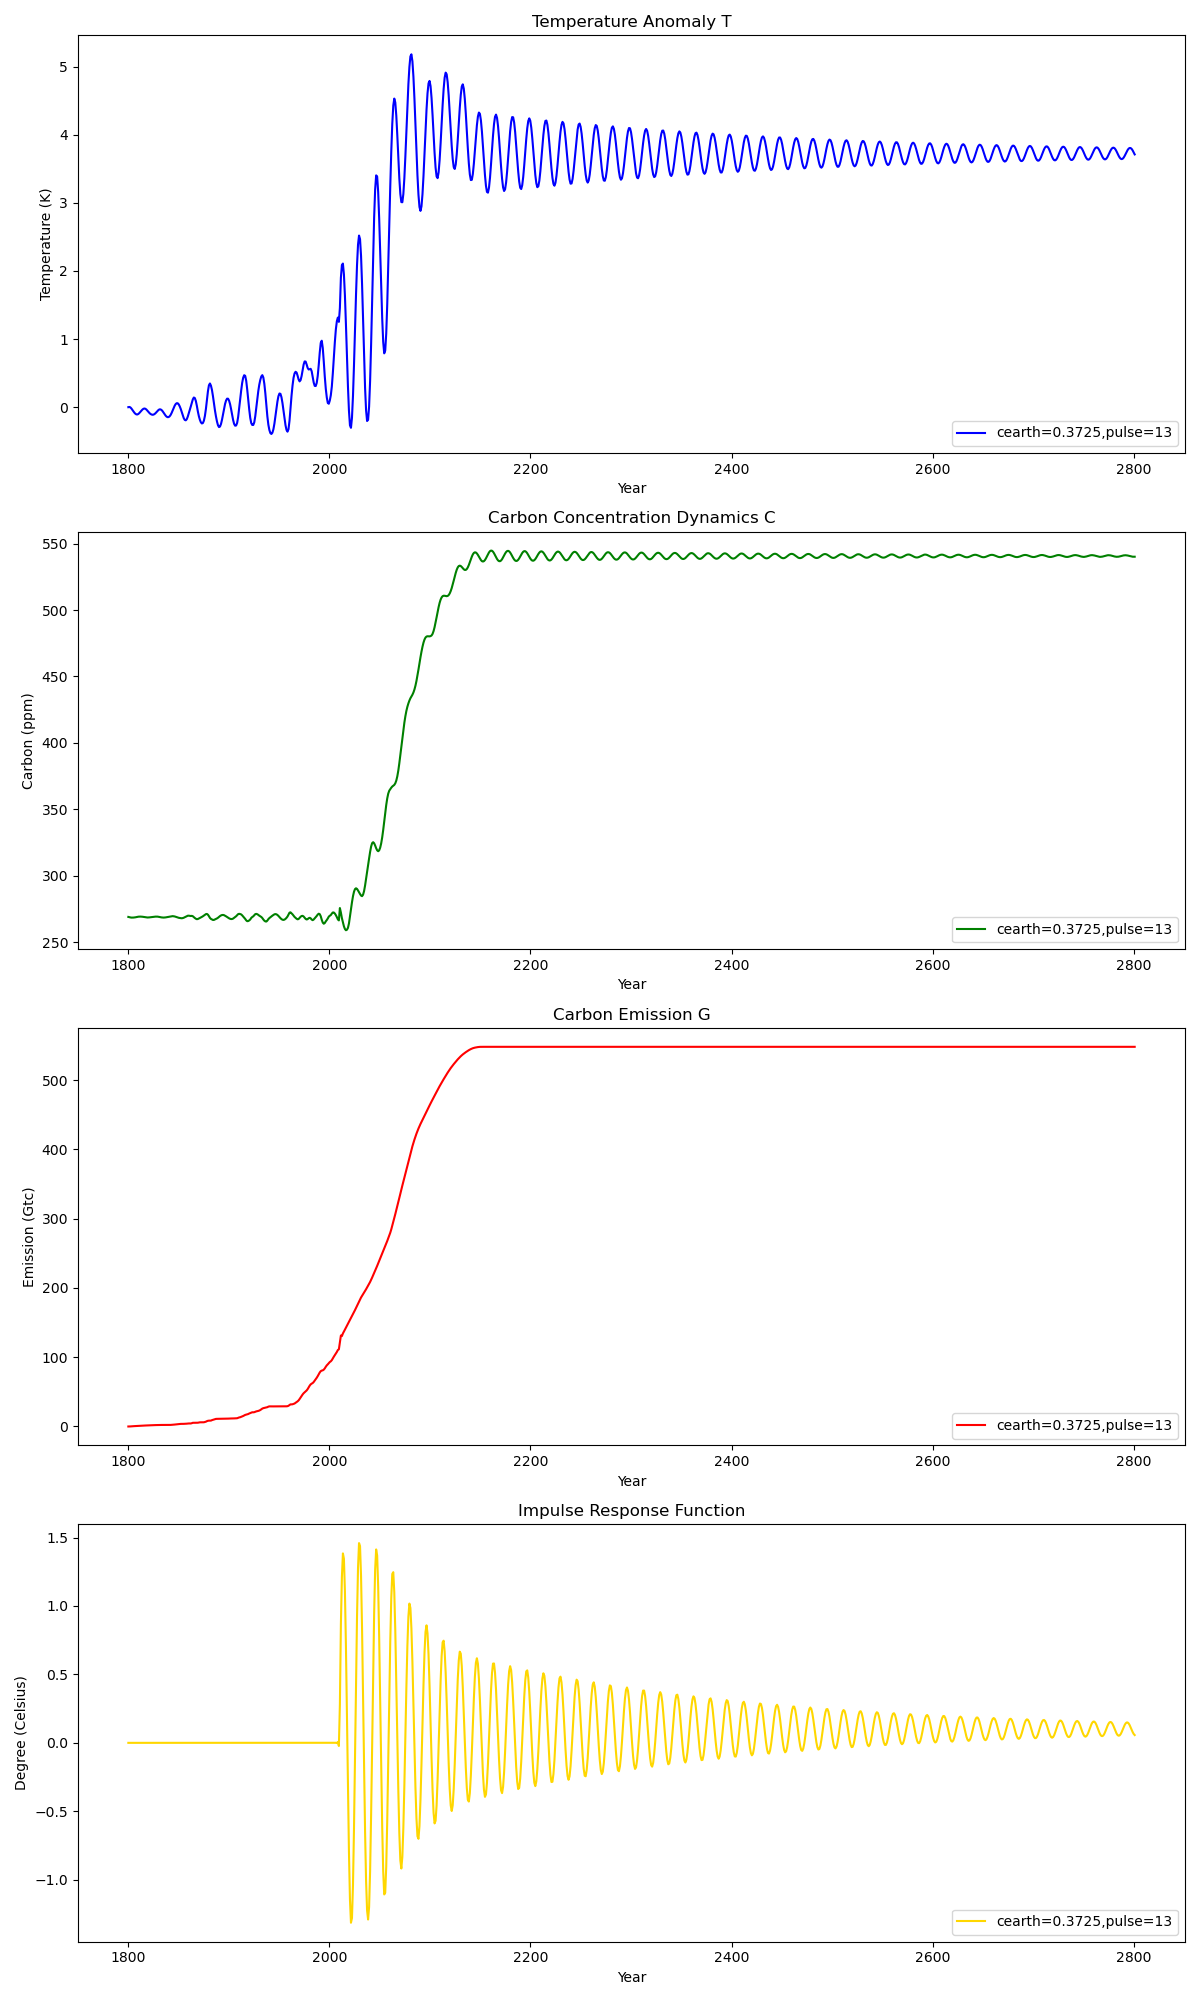 Temperature Anomaly T
5
4
3
2
1
0
Temperature (K)
cearth=0.3725,pulse=13
1800 2000 2200 2400 2600 2800
Year
Carbon Concentration Dynamics C
550
500
450
400
350
300
250
Carbon (ppm)
cearth=0.3725,pulse=13
1800 2000 2200 2400 2600 2800
Year
Carbon Emission G
500
400
300
200
100
0
Emission (Gtc)
cearth=0.3725,pulse=13
1800 2000 2200 2400 2600 2800
Year
Impulse Response Function
1.5
1.0
0.5
0.0
−0.5
−1.0
Degree (Celsius)
cearth=0.3725,pulse=13
1800 2000 2200 2400 2600 2800
Year